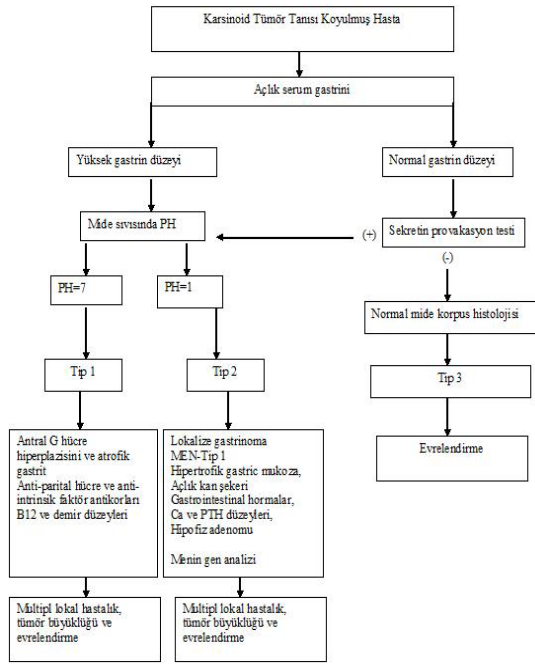 Karsinoid Tümör Tanısı Koyulmuş Hasta
Açlık serum gastrini
Yüksek gastrin düzeyi
Normal gastrin düzeyi
Mide sıvısında PH
(+)
Sekretin provakasyon testi
(-)
PH=7
PH=1
Normal mide korpus histolojisi
Tip 1
Tip 2
Tip 3
Antral G hücre
hiperplazisini ve atrofik
gastrit
Anti-parital hücre ve anti-
intrinsik faktör antikorları
B12 ve demir düzeyleri
Lokalize gastrinoma
MEN-Tip 1
Hipertrofik gastric mukoza,
Açlık kan şekeri
Gastrointestinal hormalar,
Ca ve PTH düzeyleri,
Hipofiz adenomu
Menin gen analizi
Evrelendirme
Multipl lokal hastalık,
tümör büyüklüğü ve
evrelendirme
Multipl lokal hastalık,
tümör büyüklüğü ve
evrelendirme